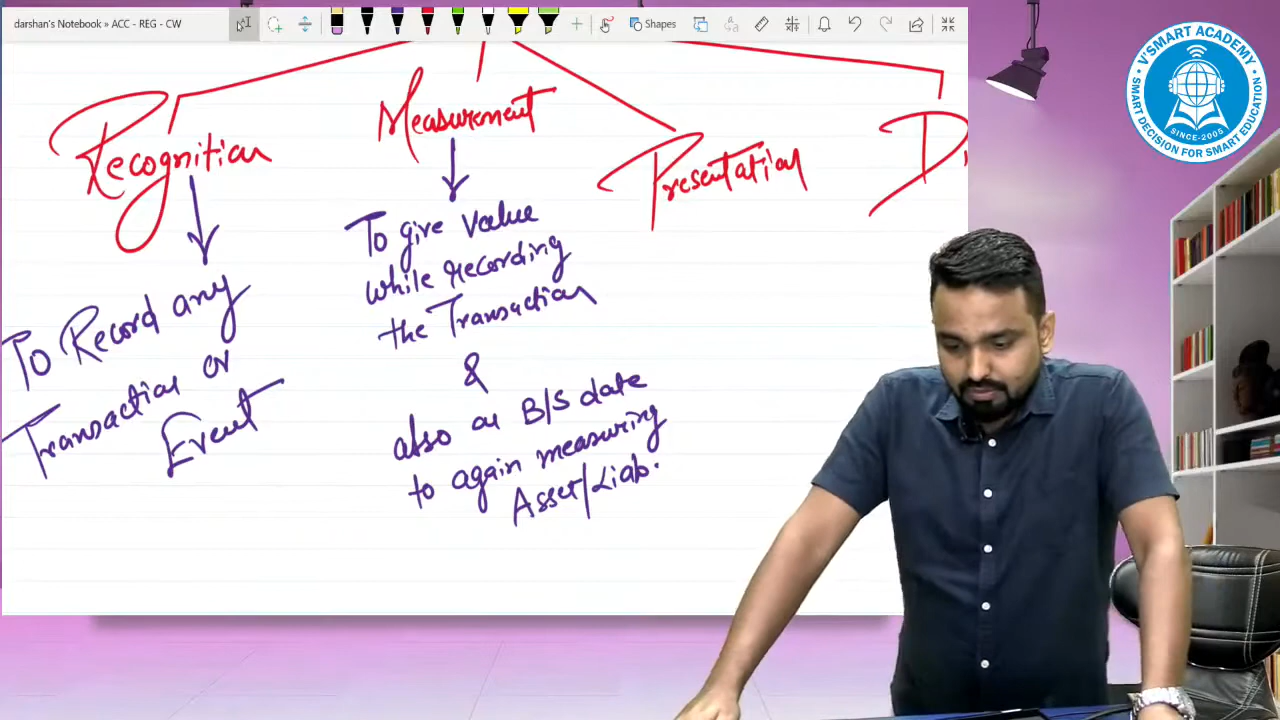 darshan's Notebook » ACC - REG - CW
Shapes
V'SMART ACADEMY
SMART DECISION FOR SMART EDUCATION
SINCE-2005
Recognition
To Record any
Transaction or
Event
Measurement
To give value
while recording
the Transaction
&
also on B/S date
to again measuring
Asset/Liab.
Presentation
Di